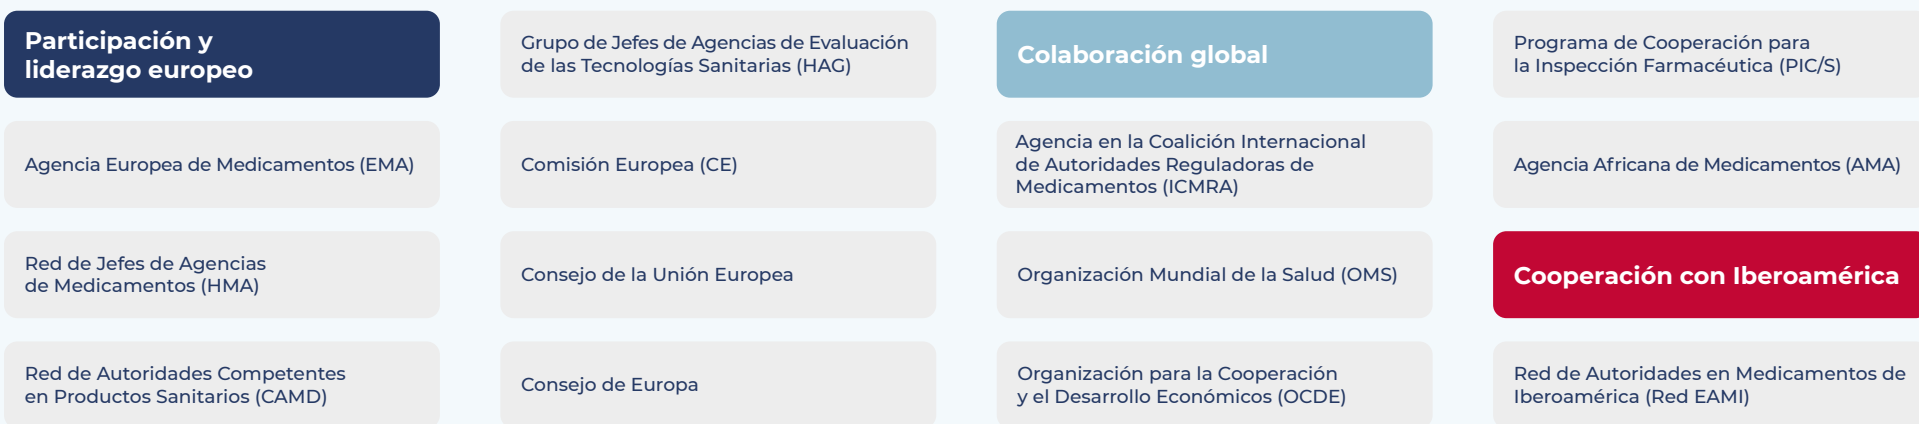 Participación y
liderazgo europeo
Agencia Europea de Medicamentos (EMA)
Red de Jefes de Agencias
de Medicamentos (HMA)
Red de Autoridades Competentes
en Productos Sanitarios (CAMD)
Grupo de Jefes de Agencias de Evaluación
de las Tecnologías Sanitarias (HAG)
Comisión Europea (CE)
Consejo de la Unión Europea
Consejo de Europa
Colaboración global
Agencia en la Coalición Internacional
de Autoridades Reguladoras de
Medicamentos (ICMRA)
Organización Mundial de la Salud (OMS)
Organización para la Cooperación
y el Desarrollo Económicos (OCDE)
Programa de Cooperación para
la Inspección Farmacéutica (PIC/S)
Agencia Africana de Medicamentos (AMA)
Cooperación con Iberoamérica
Red de Autoridades en Medicamentos de
Iberoamérica (Red EAMI)